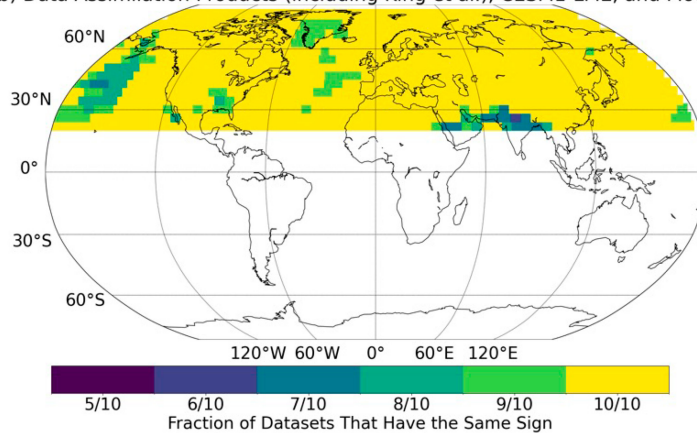 60°N
30°N
0°
30°S
60°S
120°W 60°W 0° 60°E 120°E
5/10 6/10 7/10 8/10 9/10 10/10
Fraction of Datasets That Have the Same Sign